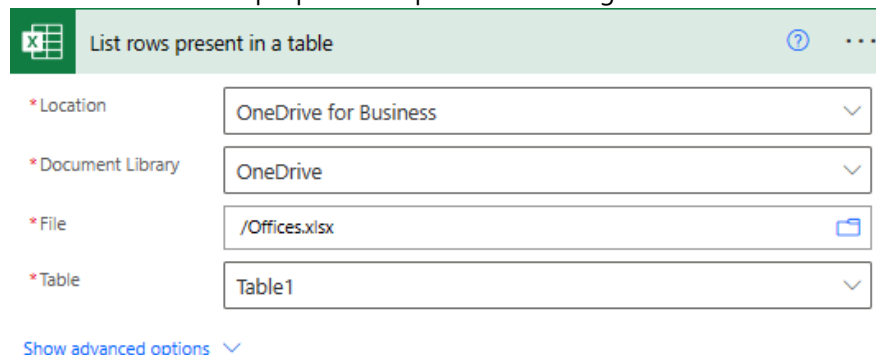 List rows present in a table
* Location OneDrive for Business
* Document Library OneDrive
* File /Offices.xlsx
* Table Table1
Show advanced options